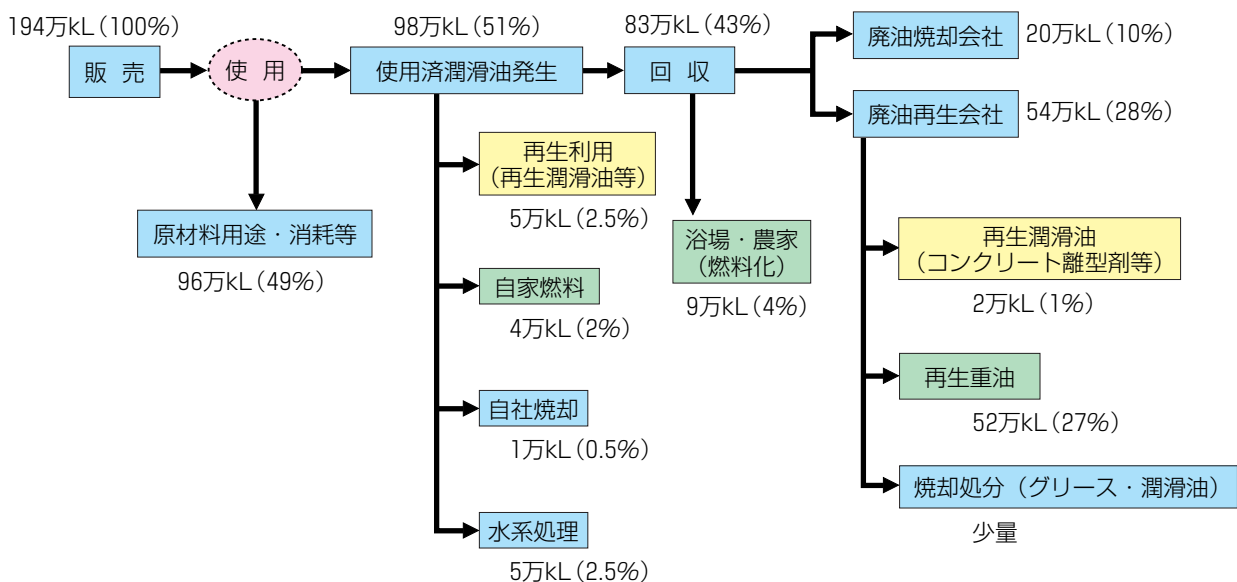 194万kL(100%)
販売
使用
98万kL(51%)
使用済潤滑油発生
83万kL(43%)
回収
廃油焼却会社
20万kL(10%)
廃油再生会社
54万kL(28%)
原材料用途・消耗等
96万kL(49%)
再生利用
(再生潤滑油等)
5万kL(2.5%)
自家燃料
4万kL(2%)
自社焼却
1万kL(0.5%)
水系処理
5万kL(2.5%)
浴場・農家
(燃料化)
9万kL(4%)
再生潤滑油
(コンクリート離型剤等)
2万kL(1%)
再生重油
52万kL(27%)
焼却処分(グリース・潤滑油)
少量